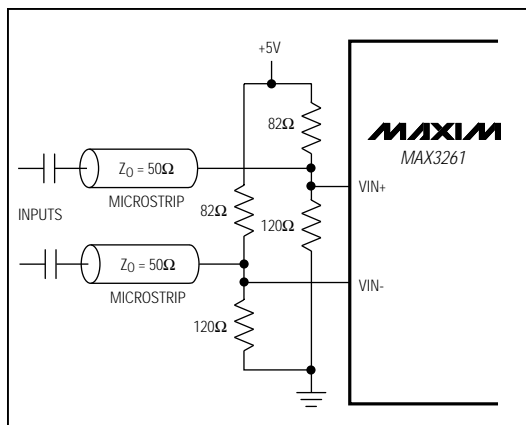 +5V
82Ω
MAXIM
MAX3261
Z₀ = 50Ω
MICROSTRIP
VIN+
INPUTS
82Ω
120Ω
Z₀ = 50Ω
MICROSTRIP
VIN-
120Ω